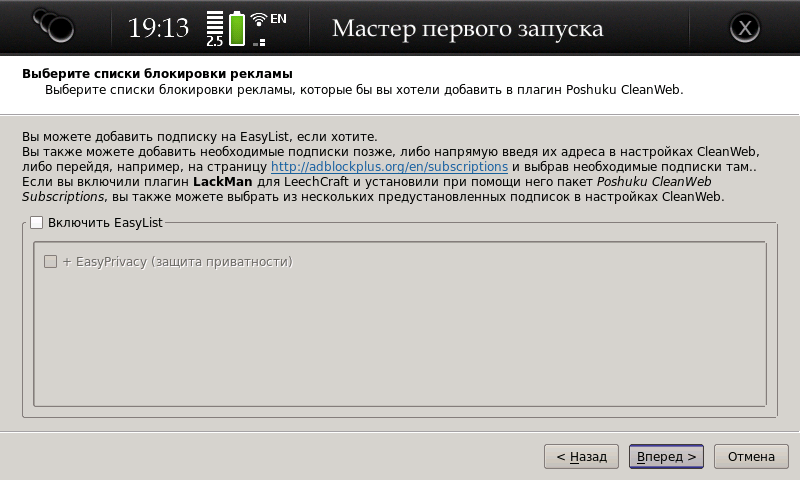 19:13
2.5
EN
Мастер первого запуска
X
Выберите списки блокировки рекламы
Выберите списки блокировки рекламы, которые бы вы хотели добавить в плагин Poshuku CleanWeb.
Вы можете добавить подписку на EasyList, если хотите.
Вы также можете добавить необходимые подписки позже, либо напрямую введя их адреса в настройках CleanWeb,
либо перейдя, например, на страницу http://adblockplus.org/en/subscriptions и выбрав необходимые подписки там..
Если вы включили плагин LackMan для LeechCraft и установили при помощи него пакет Poshuku CleanWeb
Subscriptions, вы также можете выбрать из нескольких предустановленных подписок в настройках CleanWeb.
Включить EasyList
+ EasyPrivacy (защита приватности)
< Назад
Вперед >
Отмена